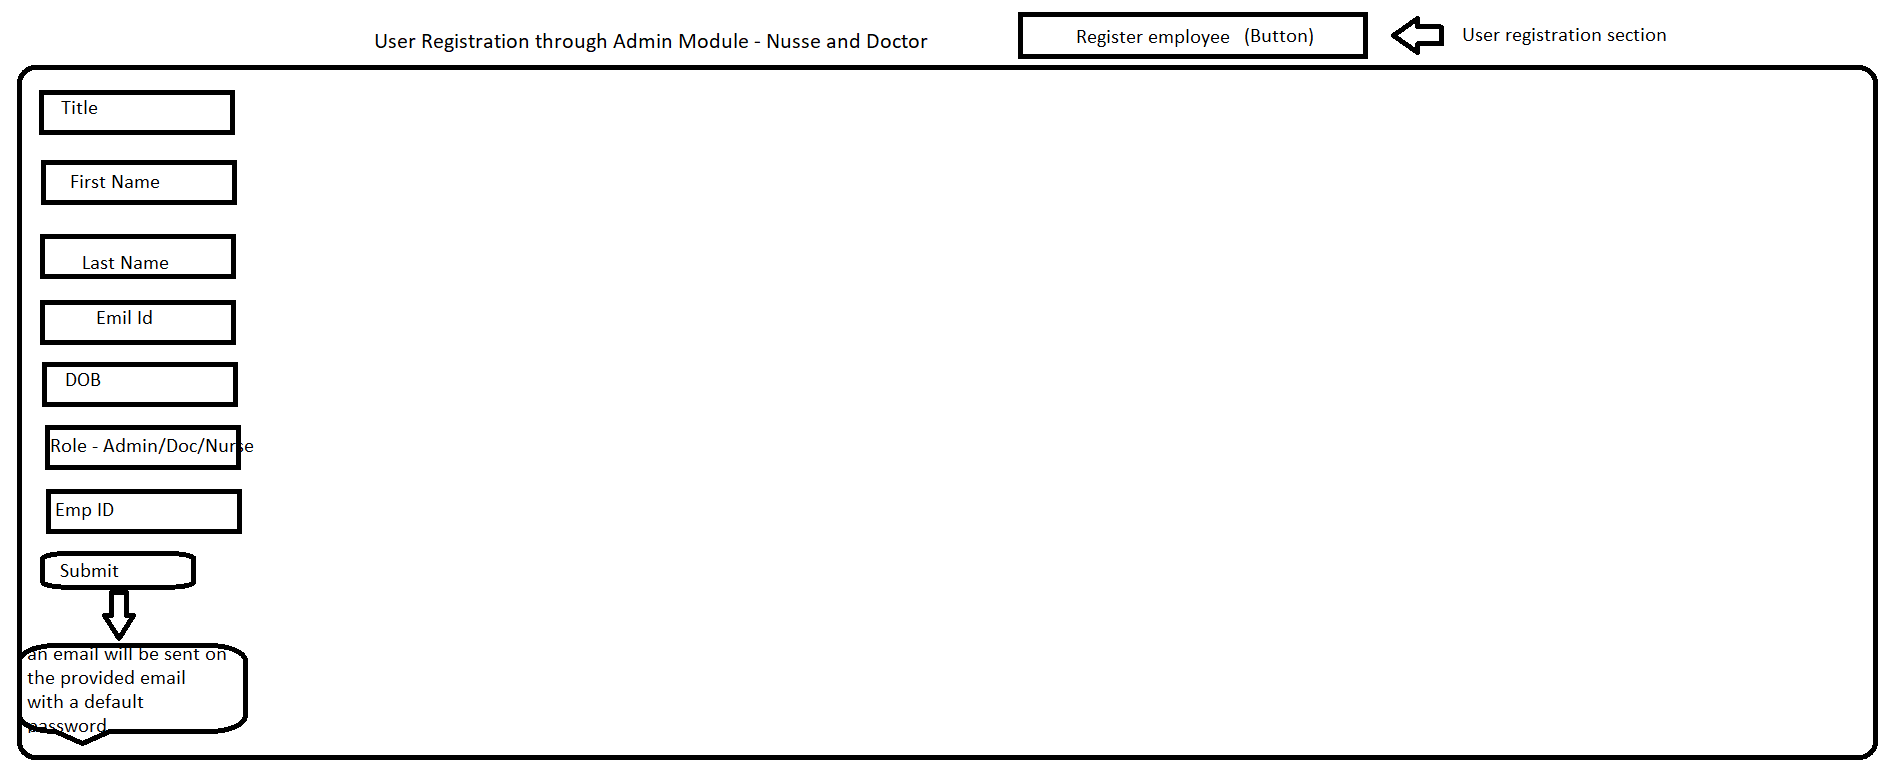 User Registration through Admin Module - Nusse and Doctor
Register employee (Button)
User registration section
Title
First Name
Last Name
Emil Id
DOB
Role - Admin/Doc/Nurse
Emp ID
Submit
an email will be sent on
the provided email
with a default
password